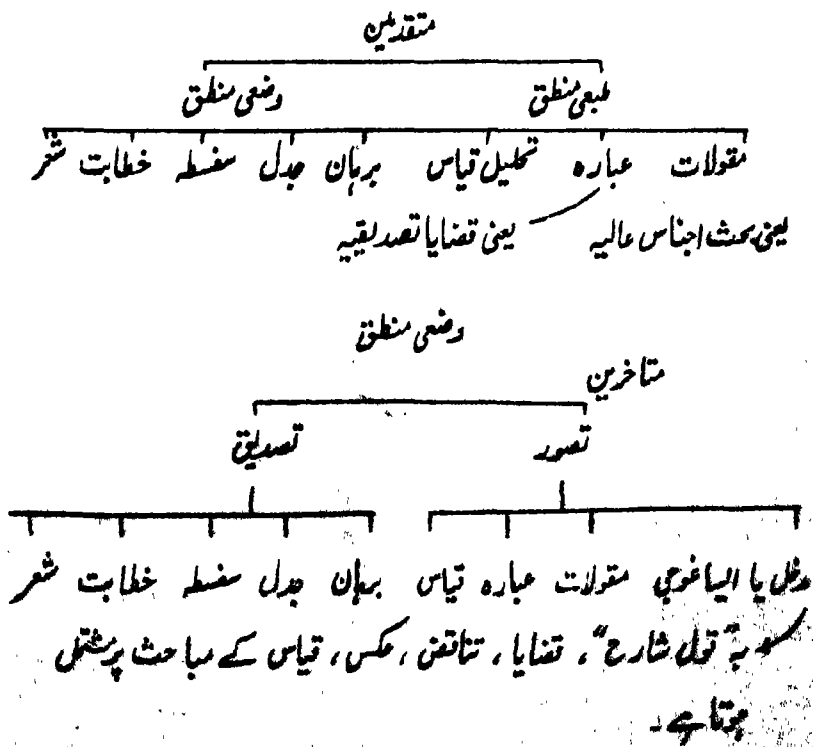 متقدمین
طبعی منطق وضعی منطق
مقولات عبارہ تحلیل قیاس برہان جدل سفسطہ خطابت شعر
یعنی بحث اجناس عالیہ یعنی قضایا تصدیقیہ
وضعی منطق
متاخرین
تصور تصدیق
مدخل یا ایساغوجی مقولات عبارہ قیاس برہان جدل سفسطہ خطابت شعر
یہ "قول شارح"، قضایا، تناقض، عکس، قیاس کے مباحث پر مشتمل
ہوتا ہے۔